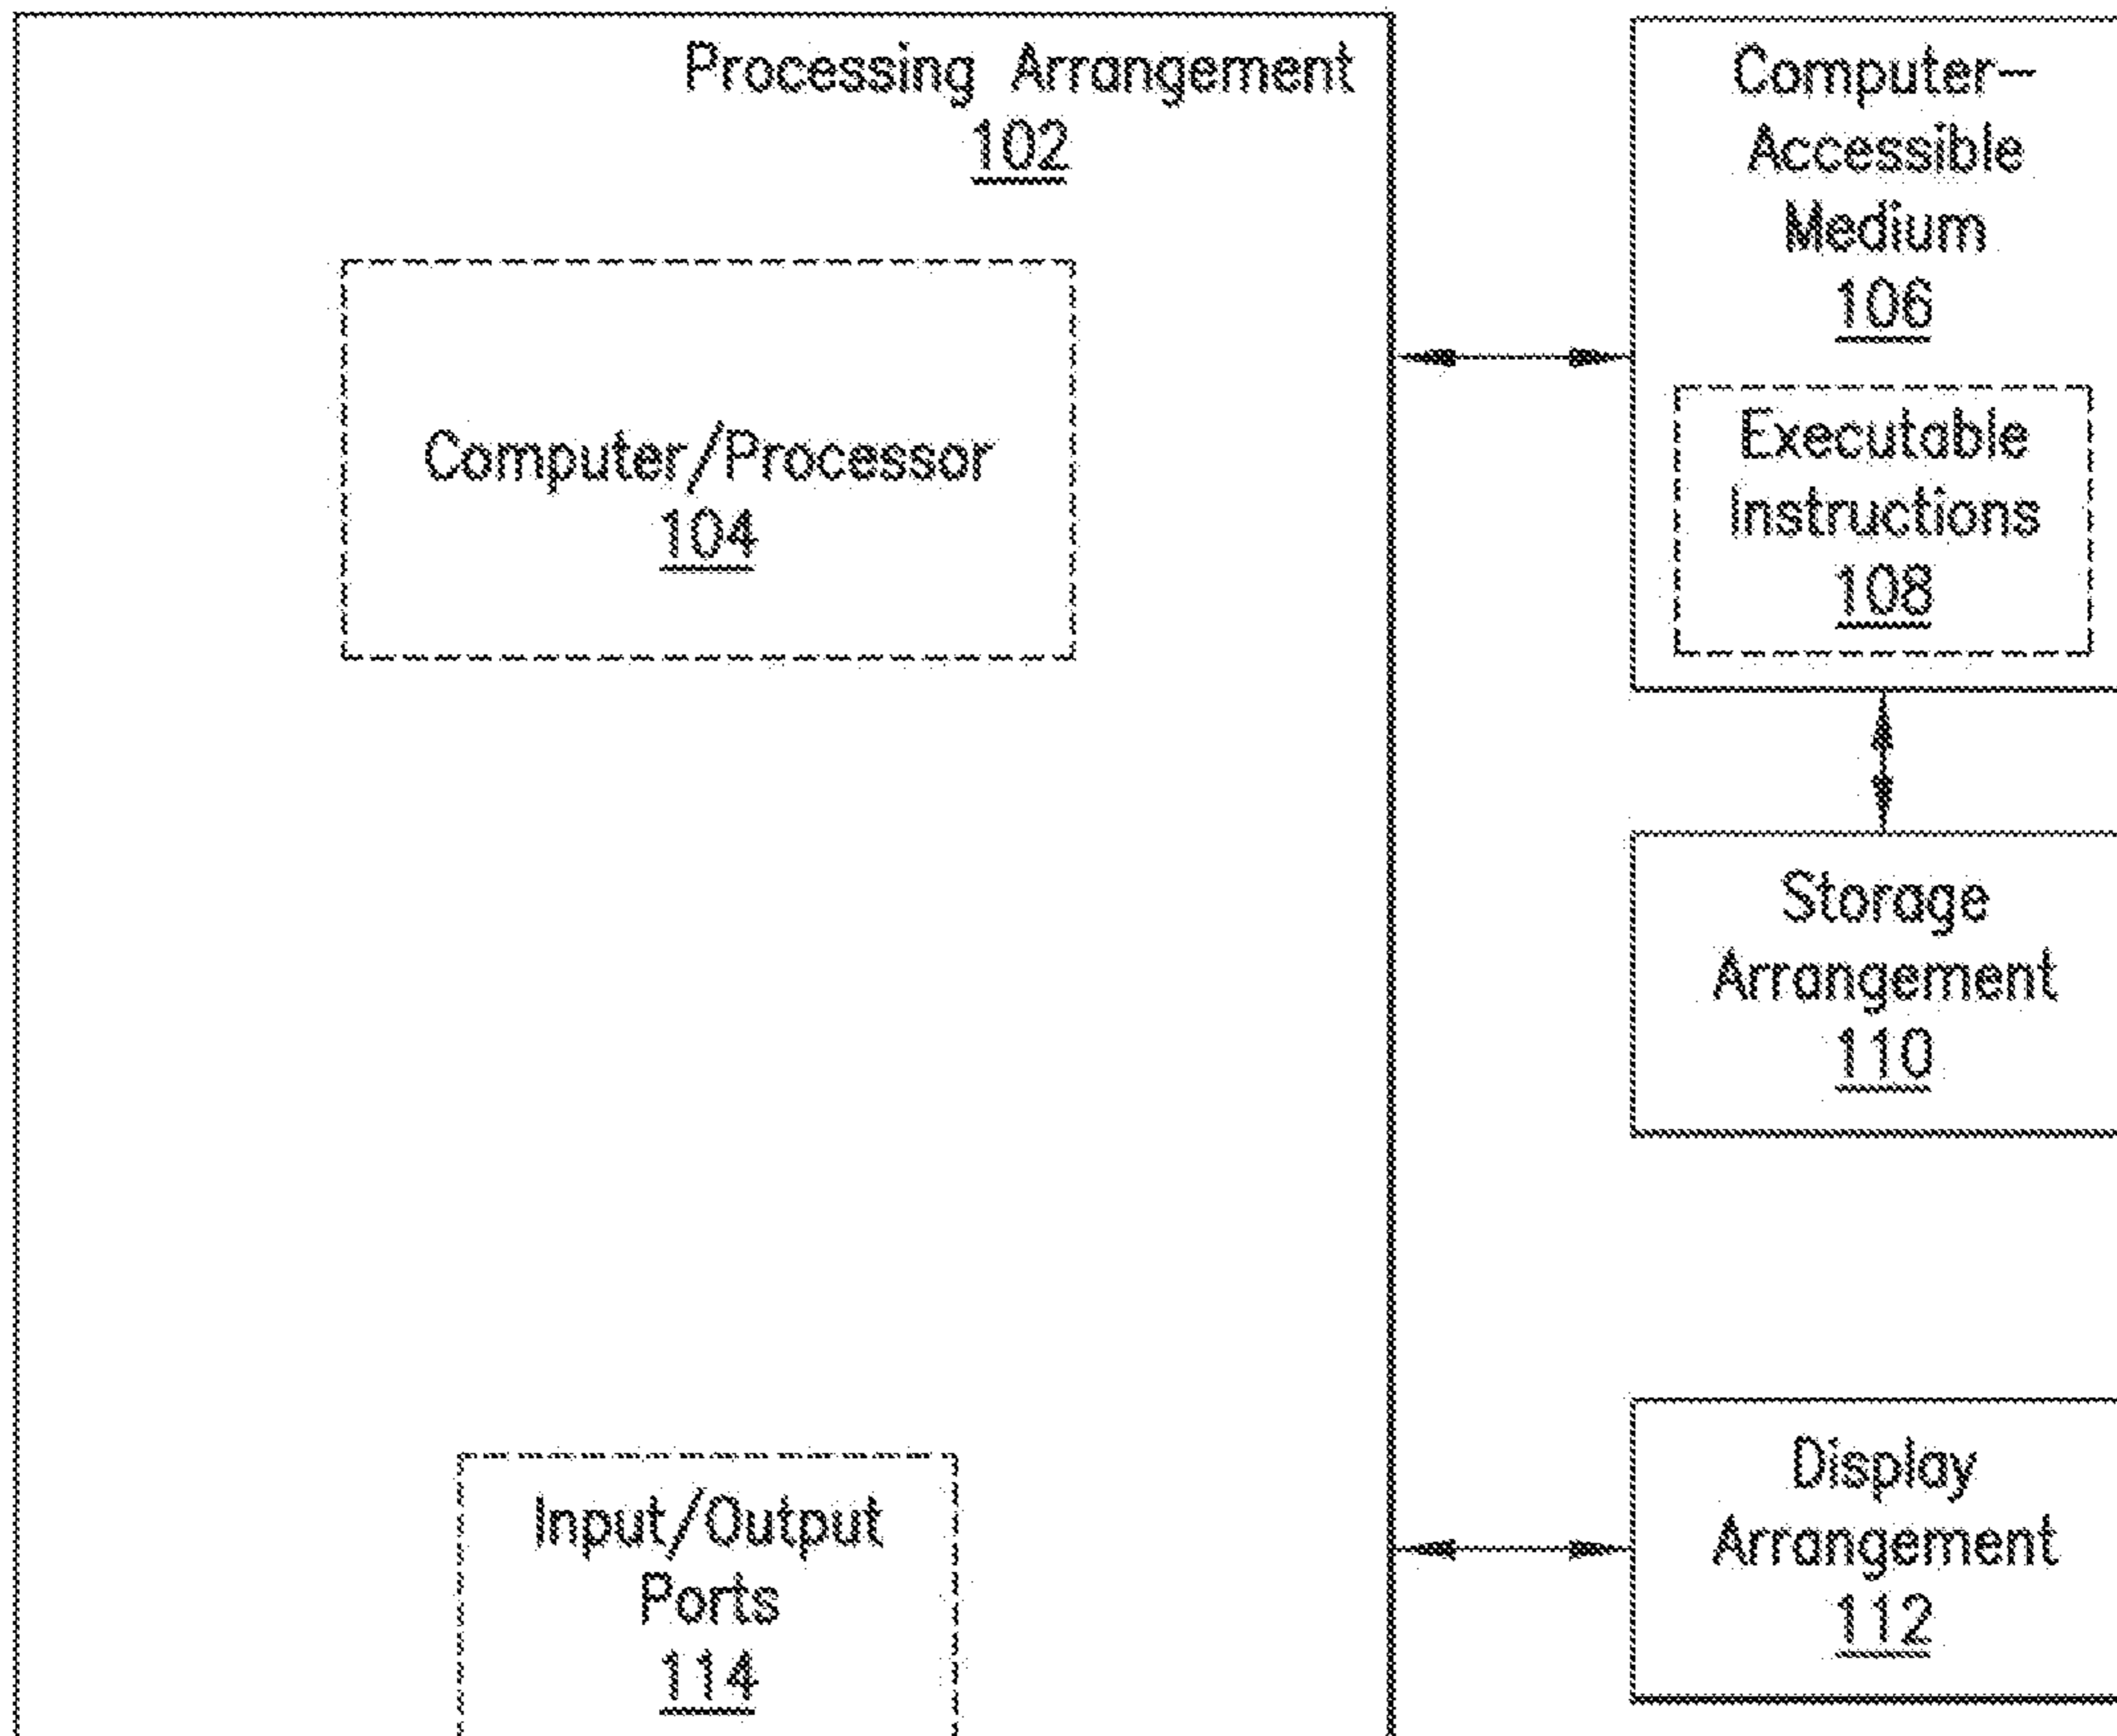 Processing Arrangement
102
Computer/Processor
104
Input/Output
Ports
114
Computer-
Accessible
Medium
106
Executable
Instructions
108
Storage
Arrangement
110
Display
Arrangement
112